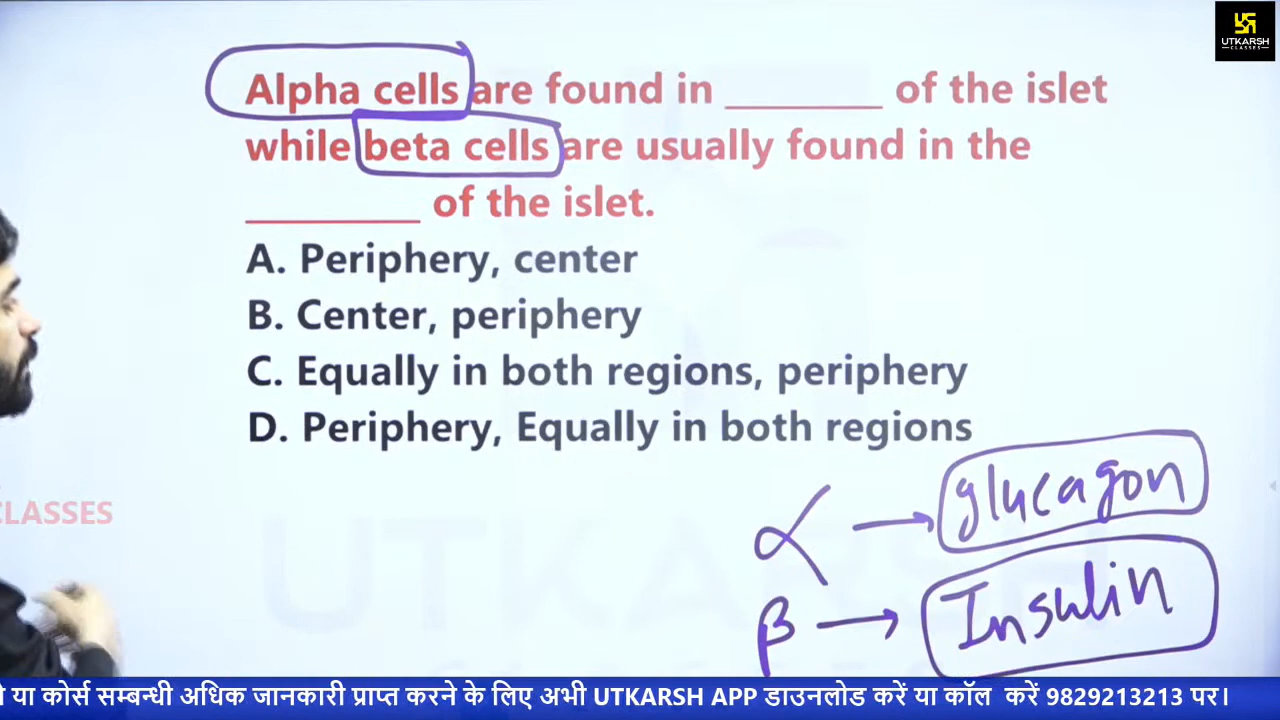 UTKARSH
CLASSES
Alpha cells are found in ________ of the islet
while beta cells are usually found in the
_________ of the islet.
A. Periphery, center
B. Center, periphery
C. Equally in both regions, periphery
D. Periphery, Equally in both regions
α → glucagon
β → Insulin
CLASSES
UTKARSH
या कोर्स सम्बन्धी अधिक जानकारी प्राप्त करने के लिए अभी UTKARSH APP डाउनलोड करें या कॉल करें 9829213213 पर।